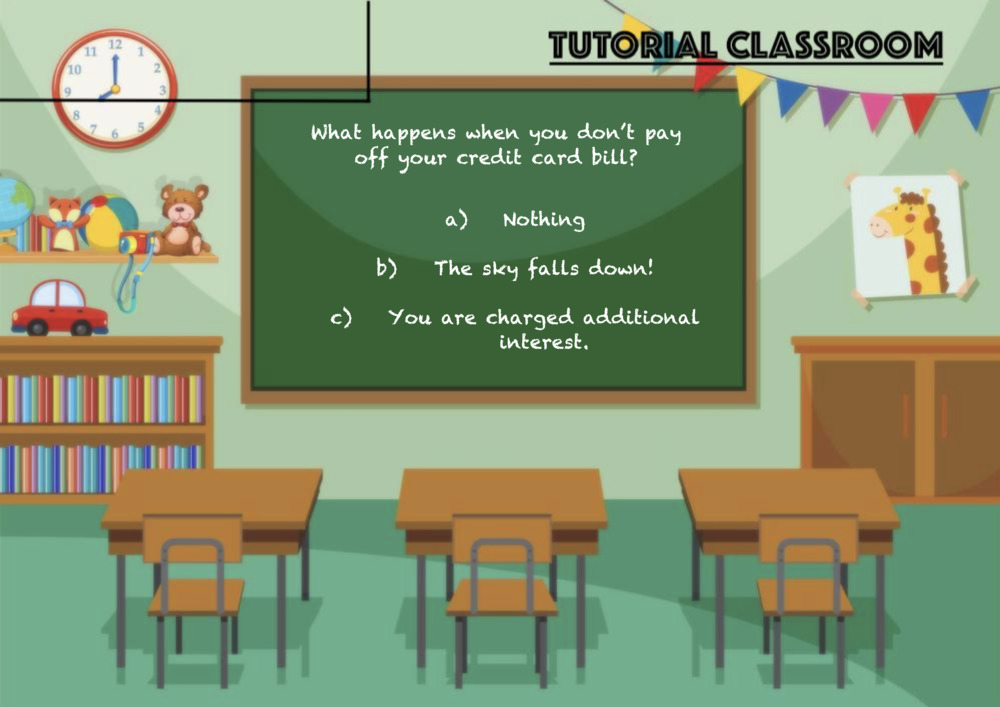 TUTORIAL CLASSROOM
12
11
1
10
2
9
3
8
4
7
5
6
What happens when you don't pay
off your credit card bill?
a) Nothing
b) The sky falls down!
c) You are charged additional
interest.